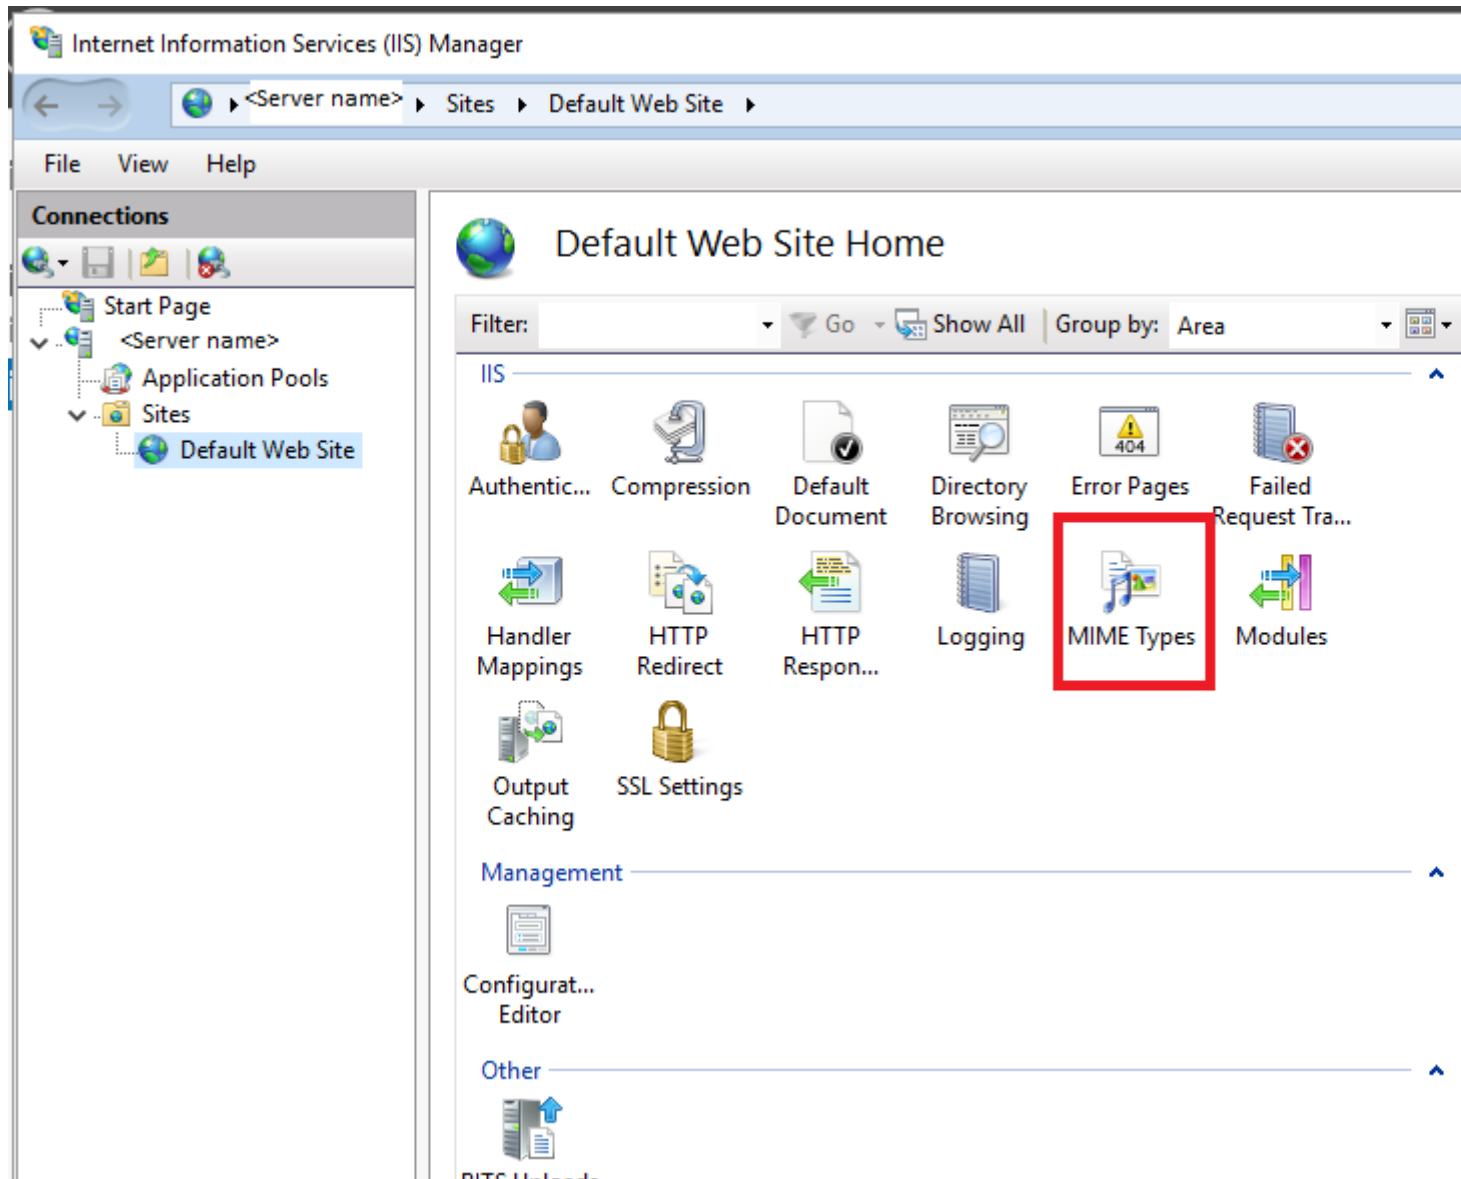 Internet Information Services (IIS) Manager
<Server name> Sites Default Web Site
File View Help
Connections
Start Page
<Server name>
Application Pools
Sites
Default Web Site
Default Web Site Home
Filter: Go Show All Group by: Area
IIS
Authentic... Compression Default Document Directory Browsing Error Pages Failed Request Tra...
404
Handler Mappings HTTP Redirect HTTP Respon... Logging MIME Types Modules
Output Caching SSL Settings
Management
Configurat... Editor
Other
BITS Uploads